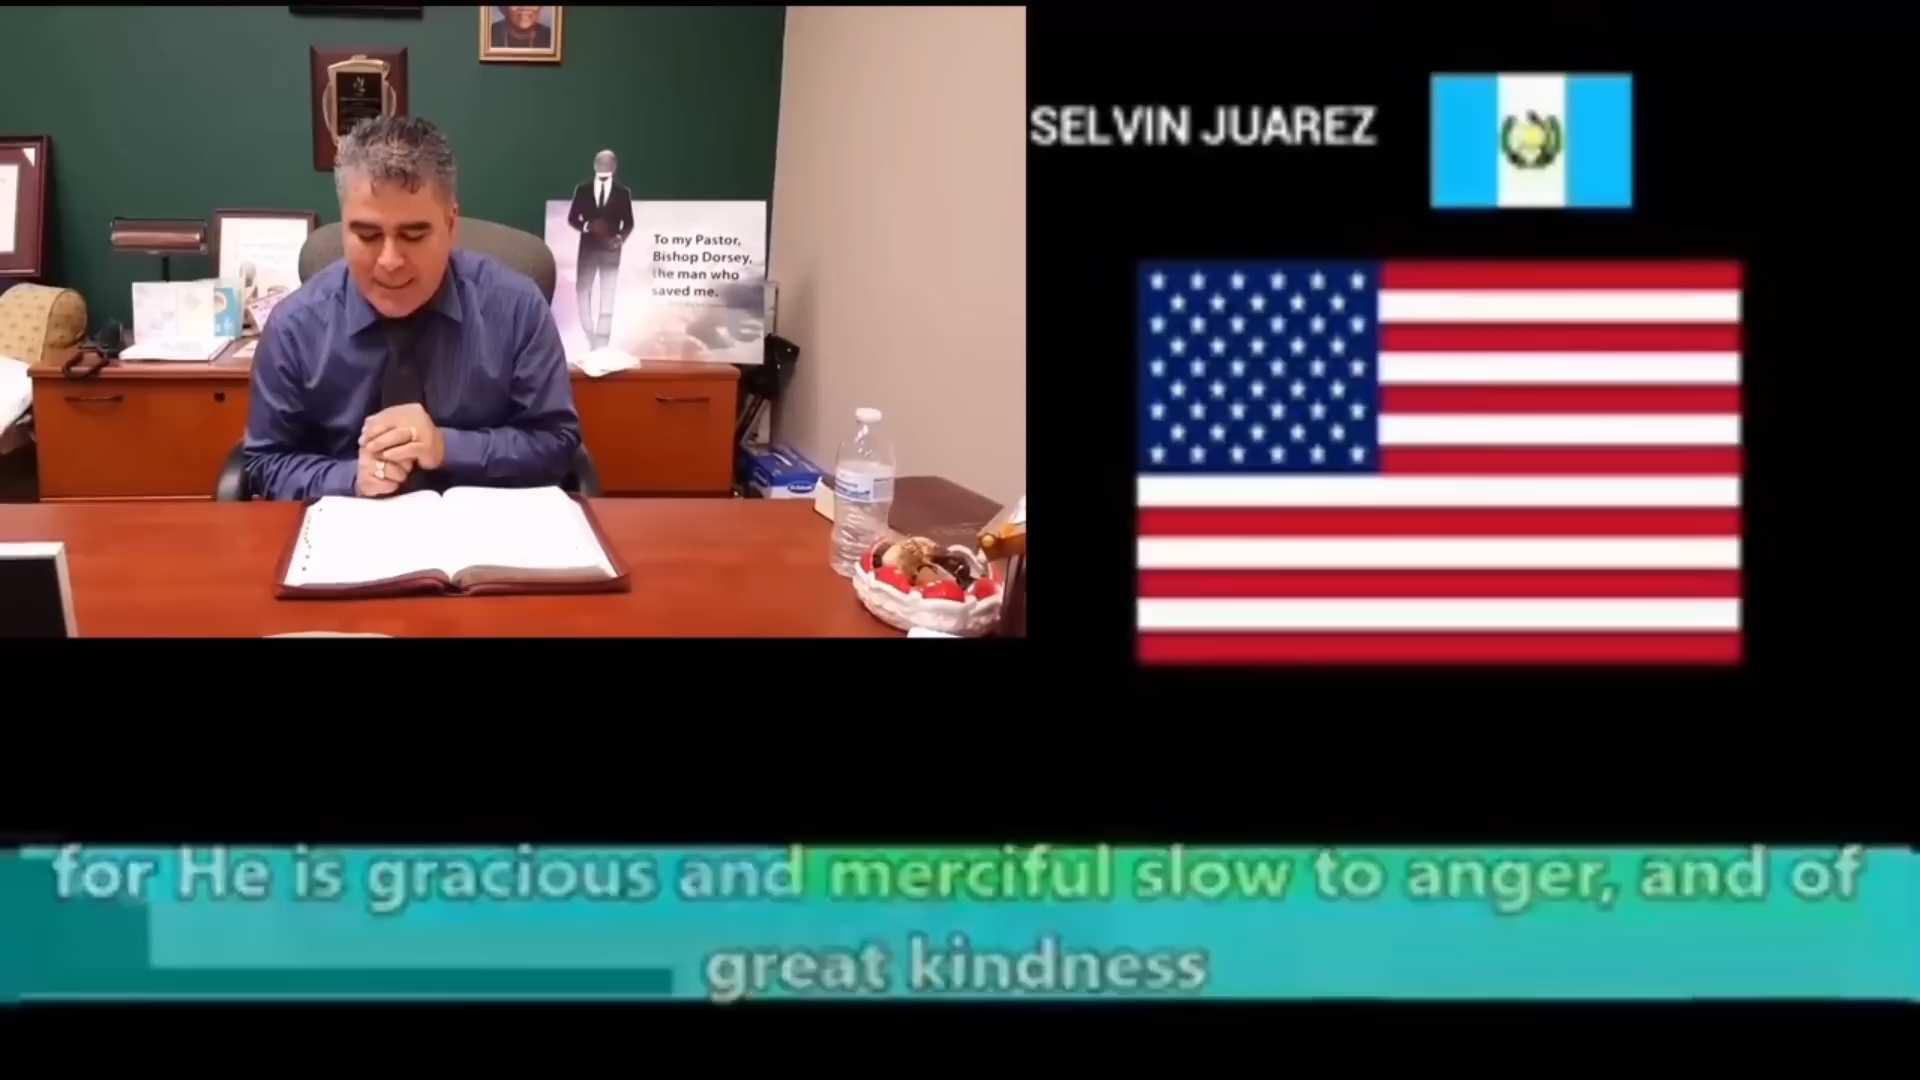 SELVIN JUAREZ
To my Pastor,
Bishop Dorsey,
the man who
saved me.
for He is gracious and merciful slow to anger, and of
great kindness